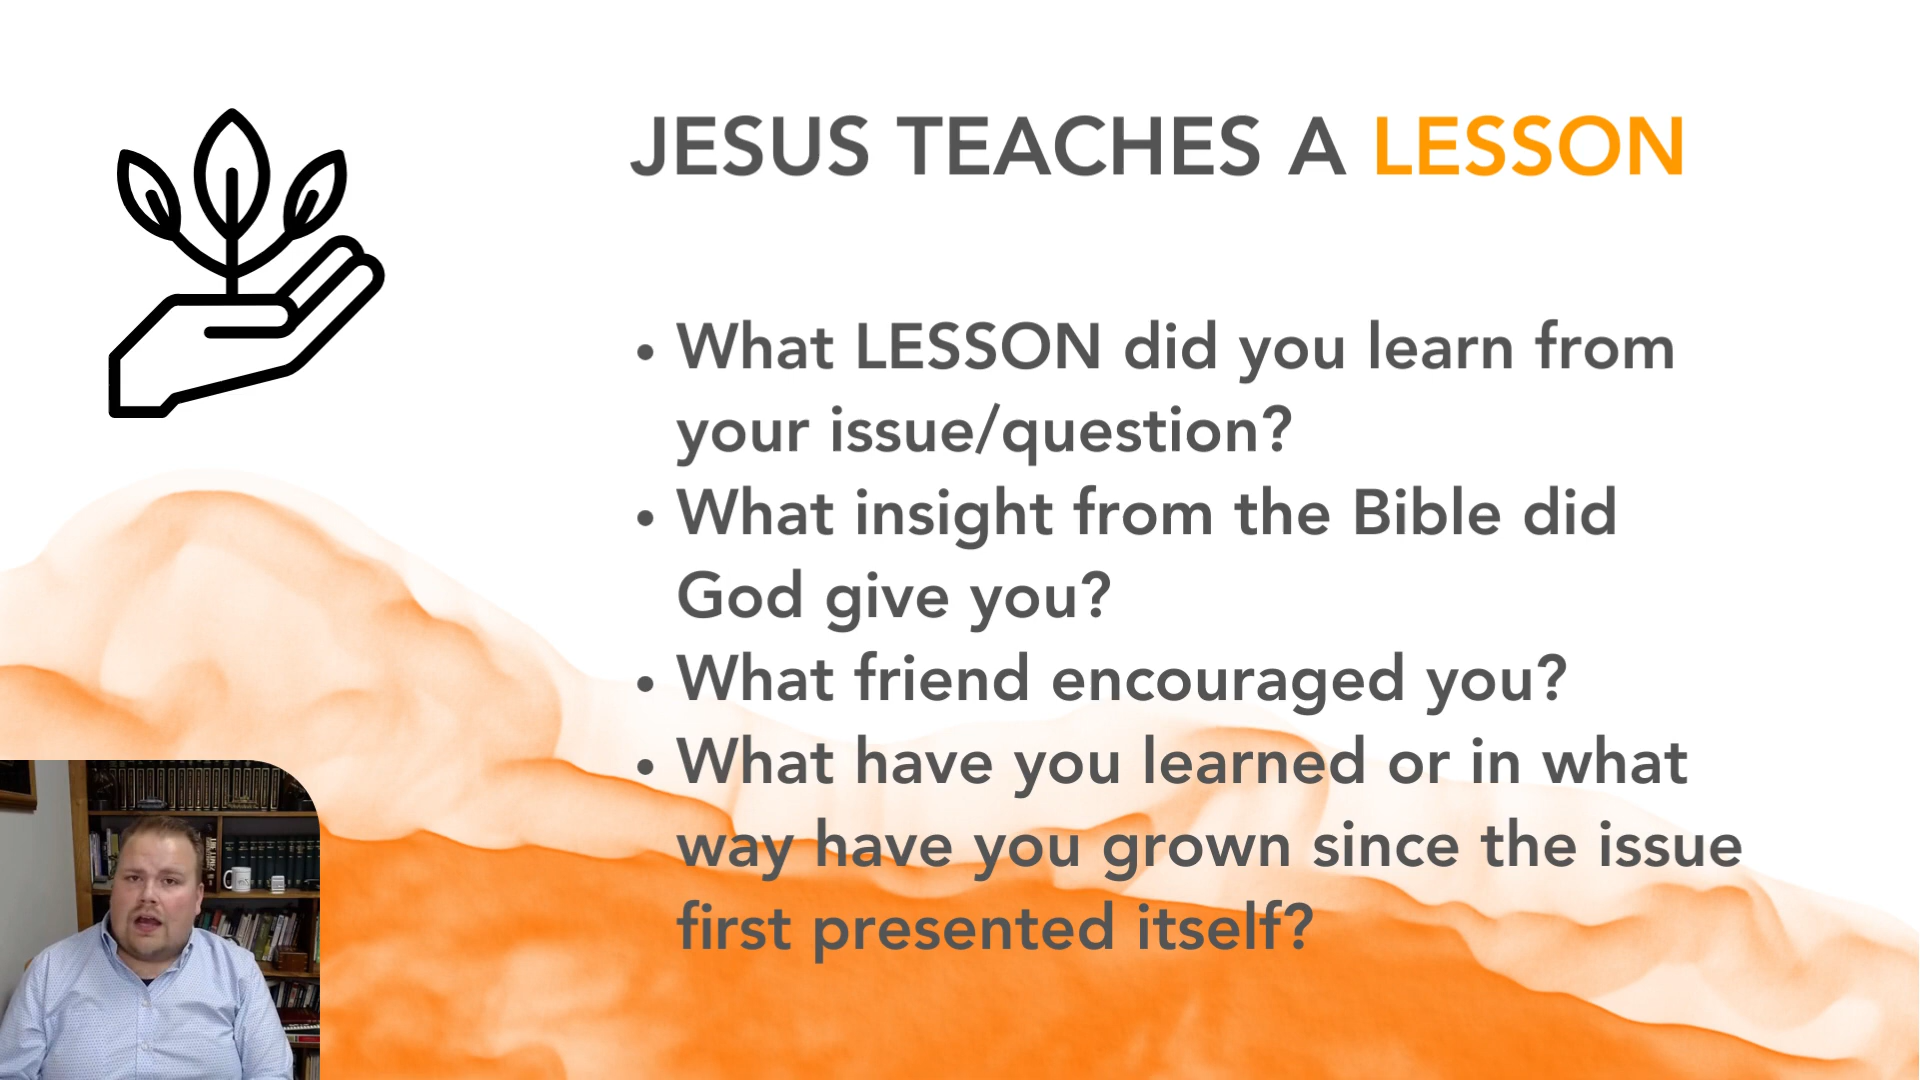 JESUS TEACHES A LESSON
• What LESSON did you learn from
your issue/question?
• What insight from the Bible did
God give you?
• What friend encouraged you?
• What have you learned or in what
way have you grown since the issue
first presented itself?